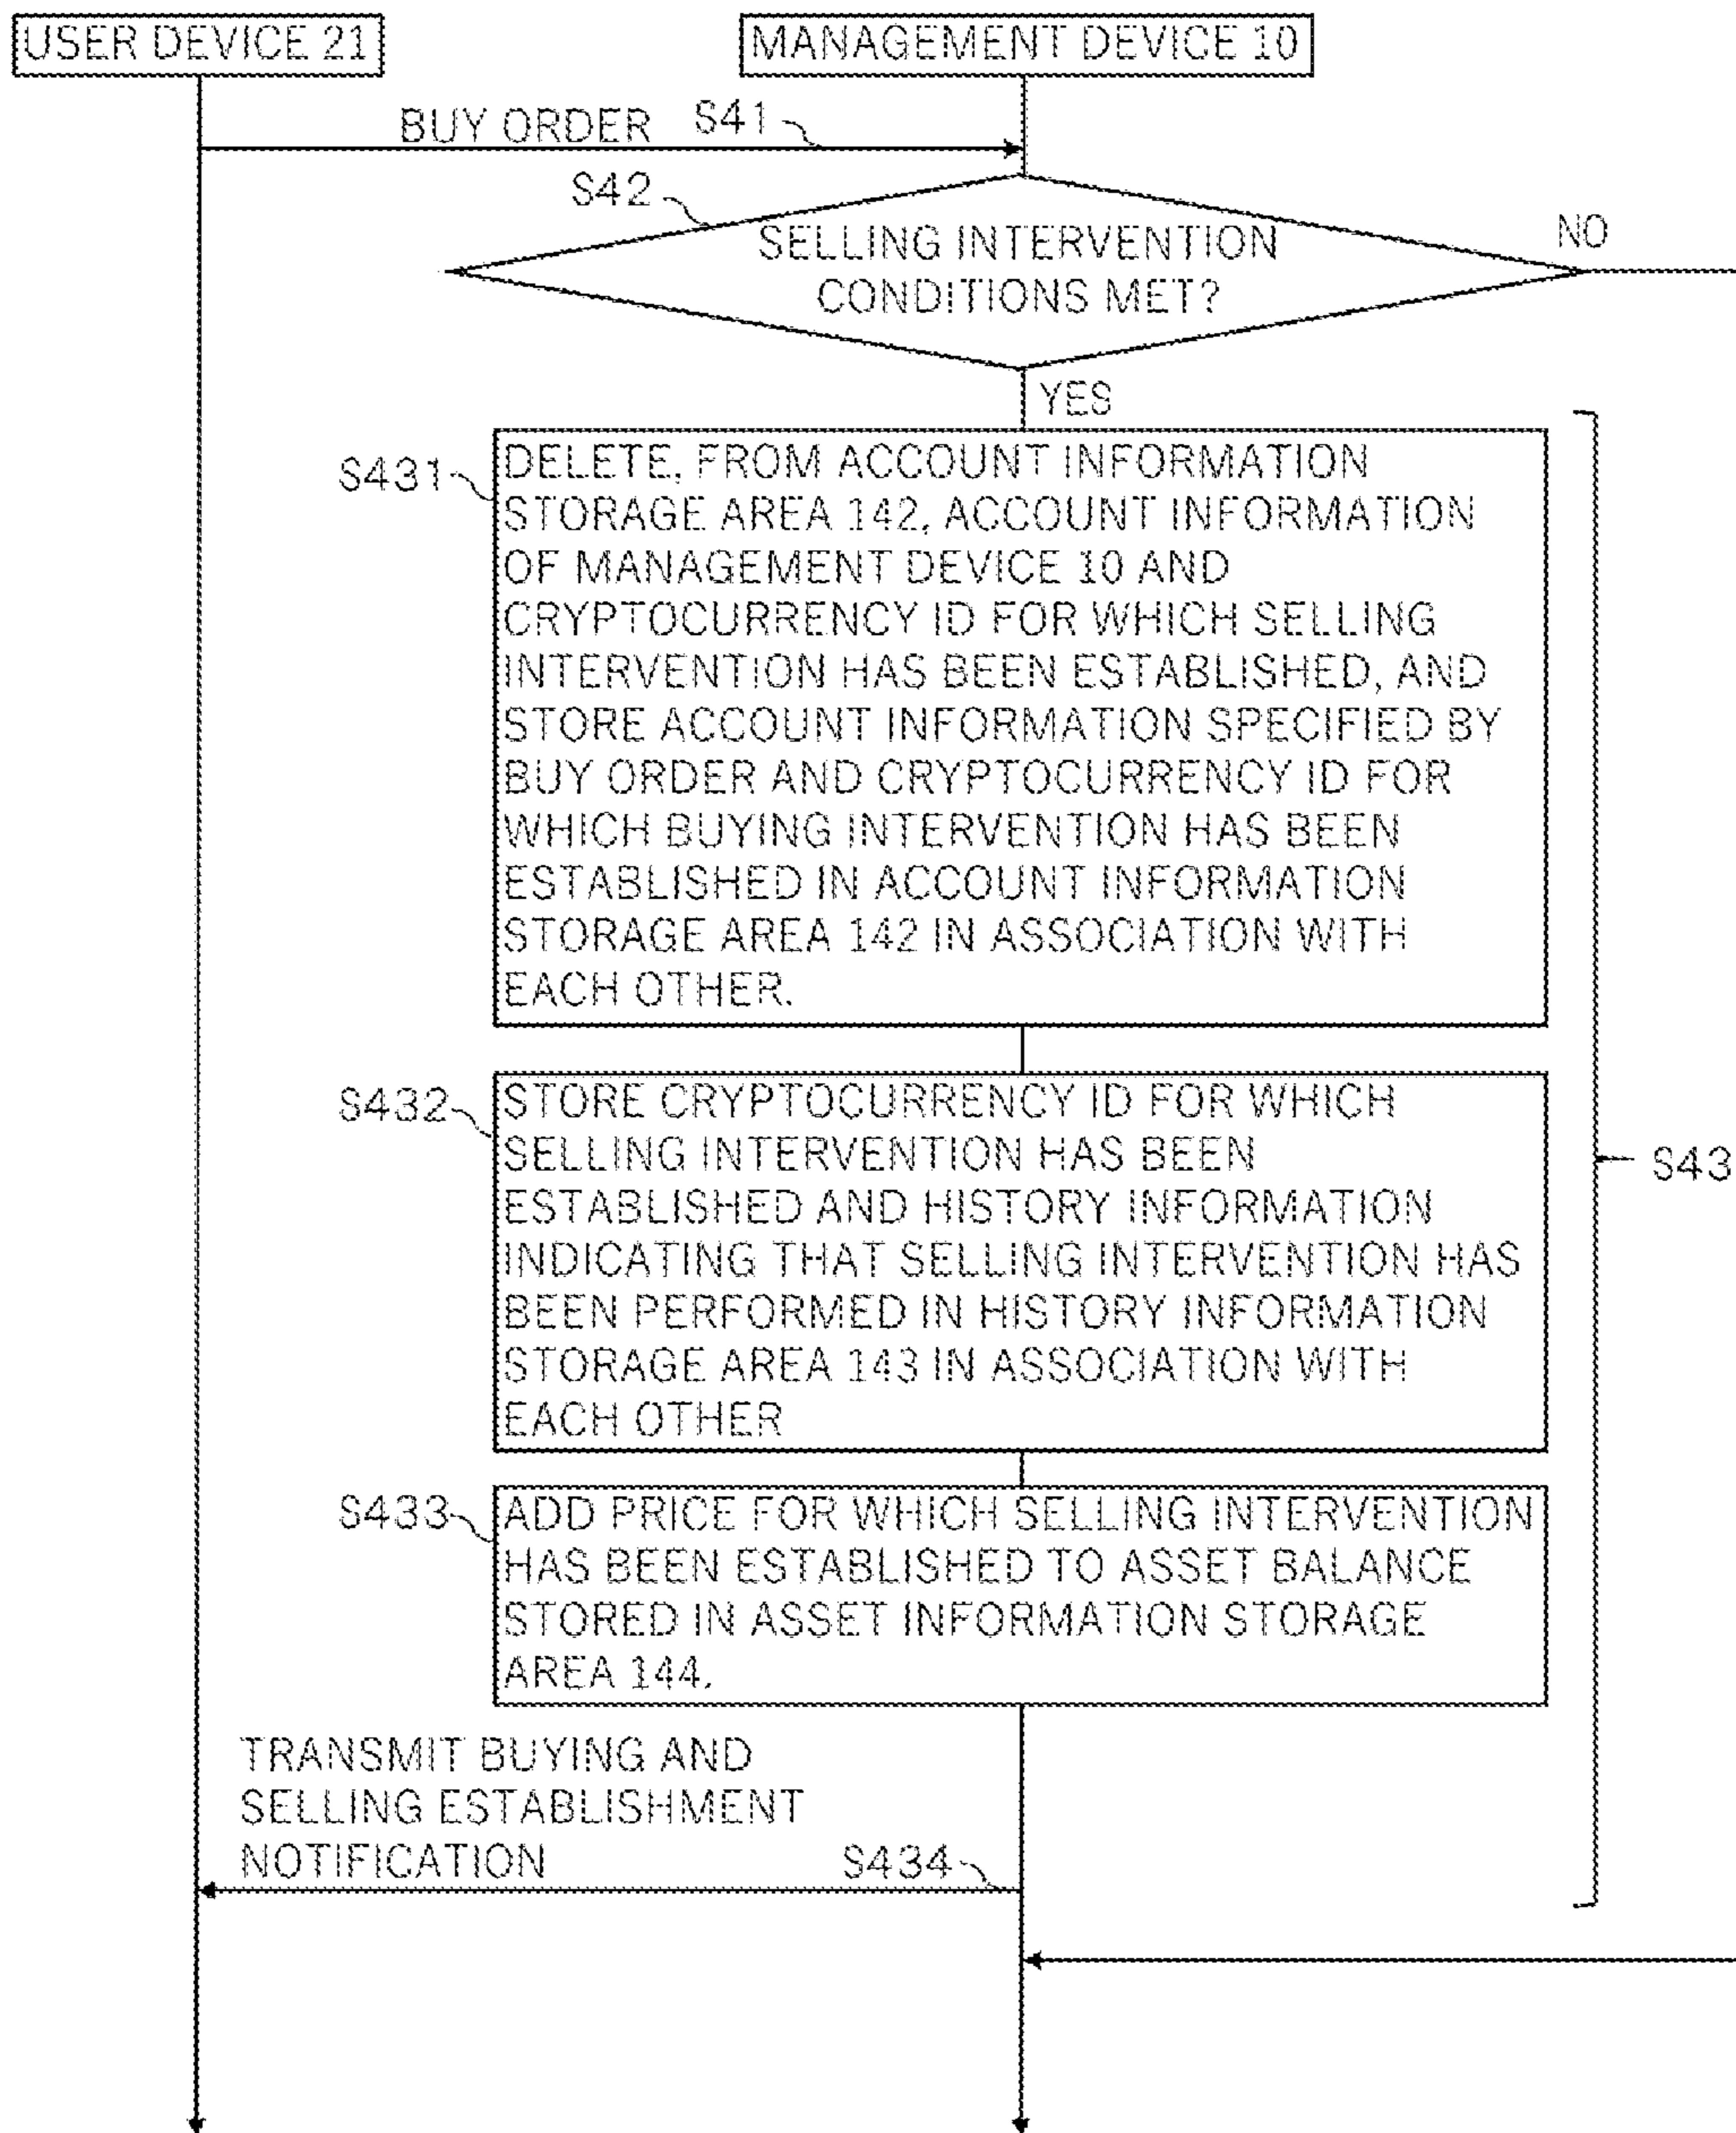 USER DEVICE 21
MANAGEMENT DEVICE 10
BUY ORDER
S41
S42
SELLING INTERVENTION
CONDITIONS MET?
NO
YES
S431
DELETE, FROM ACCOUNT INFORMATION
STORAGE AREA 142, ACCOUNT INFORMATION
OF MANAGEMENT DEVICE 10 AND
CRYPTOCURRENCY ID FOR WHICH SELLING
INTERVENTION HAS BEEN ESTABLISHED, AND
STORE ACCOUNT INFORMATION SPECIFIED BY
BUY ORDER AND CRYPTOCURRENCY ID FOR
WHICH BUYING INTERVENTION HAS BEEN
ESTABLISHED IN ACCOUNT INFORMATION
STORAGE AREA 142 IN ASSOCIATION WITH
EACH OTHER.
S432
STORE CRYPTOCURRENCY ID FOR WHICH
SELLING INTERVENTION HAS BEEN
ESTABLISHED AND HISTORY INFORMATION
INDICATING THAT SELLING INTERVENTION HAS
BEEN PERFORMED IN HISTORY INFORMATION
STORAGE AREA 143 IN ASSOCIATION WITH
EACH OTHER
S43
S433
ADD PRICE FOR WHICH SELLING INTERVENTION
HAS BEEN ESTABLISHED TO ASSET BALANCE
STORED IN ASSET INFORMATION STORAGE
AREA 144.
TRANSMIT BUYING AND
SELLING ESTABLISHMENT
NOTIFICATION
S434